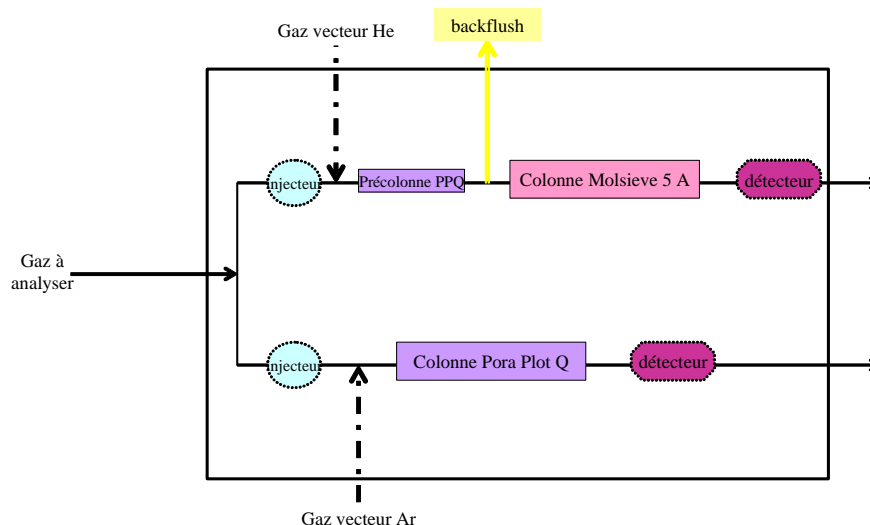 Gaz vecteur He
backflush
injecteur
Précolonne PPQ
Colonne Molsieve 5 A
détecteur
Gaz à
analyser
injecteur
Colonne Pora Plot Q
détecteur
Gaz vecteur Ar